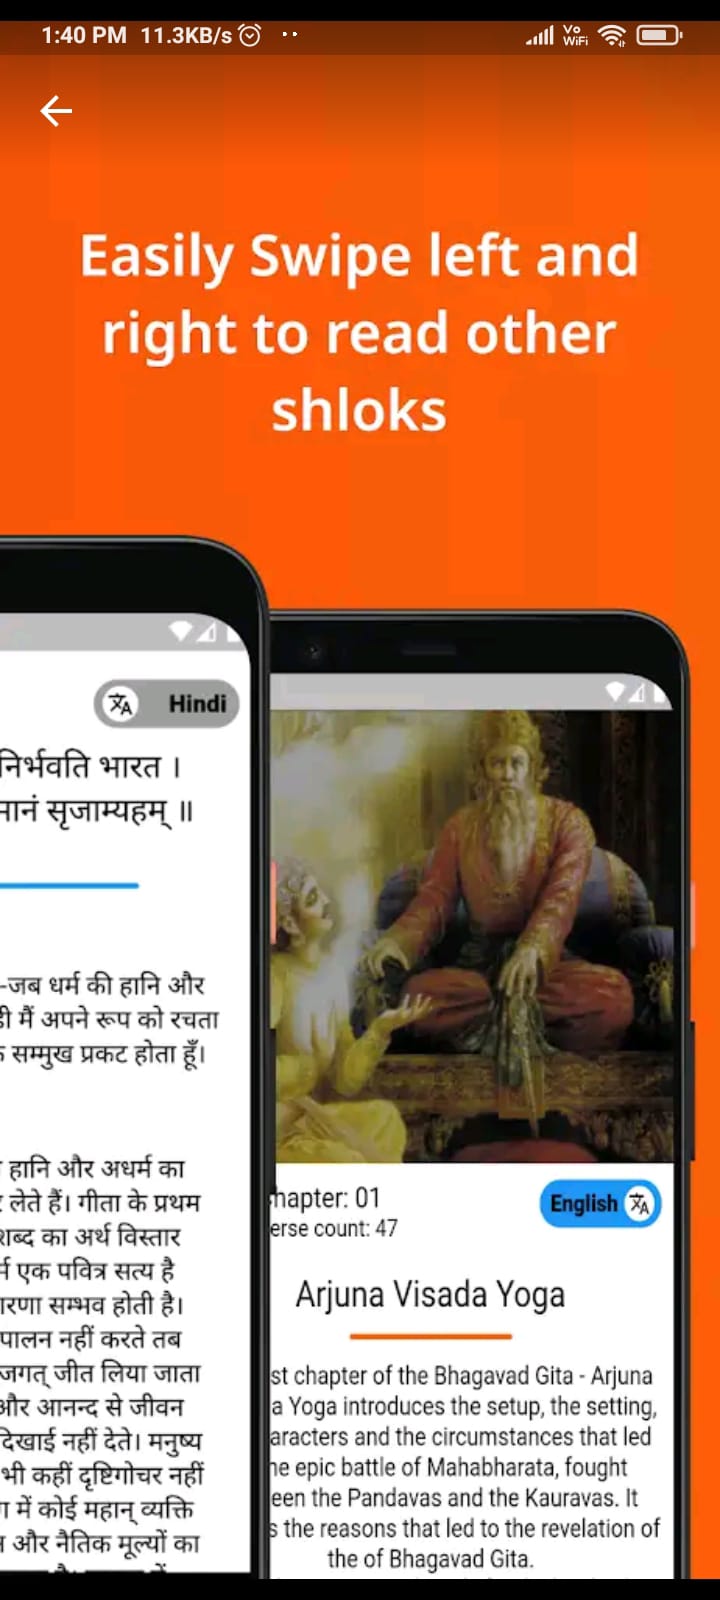 1:40 PM 11.3KB/s
Vo
WiFi
Easily Swipe left and
right to read other
shloks
Hindi
भारत ।
सृजाम्यहम् ॥
धर्म की हानि और
मैं अपने रूप को रचता
सम्मुख प्रकट होता हूँ।
हानि और अधर्म का
लेते हैं। गीता के प्रथम
का अर्थ विस्तार
एक पवित्र सत्य है
सम्भव होती है।
पालन नहीं करते तब
जगत् जीत लिया जाता
और आनन्द से जीवन
दिखाई नहीं देते। मनुष्य
भी कहीं दृष्टिगोचर नहीं
में कोई महान् व्यक्ति
और नैतिक मूल्यों का
hapter: 01
erse count: 47
English
Arjuna Visada Yoga
st chapter of the Bhagavad Gita - Arjuna
a Yoga introduces the setup, the setting,
aracters and the circumstances that led
he epic battle of Mahabharata, fought
een the Pandavas and the Kauravas. It
s the reasons that led to the revelation of
the of Bhagavad Gita.